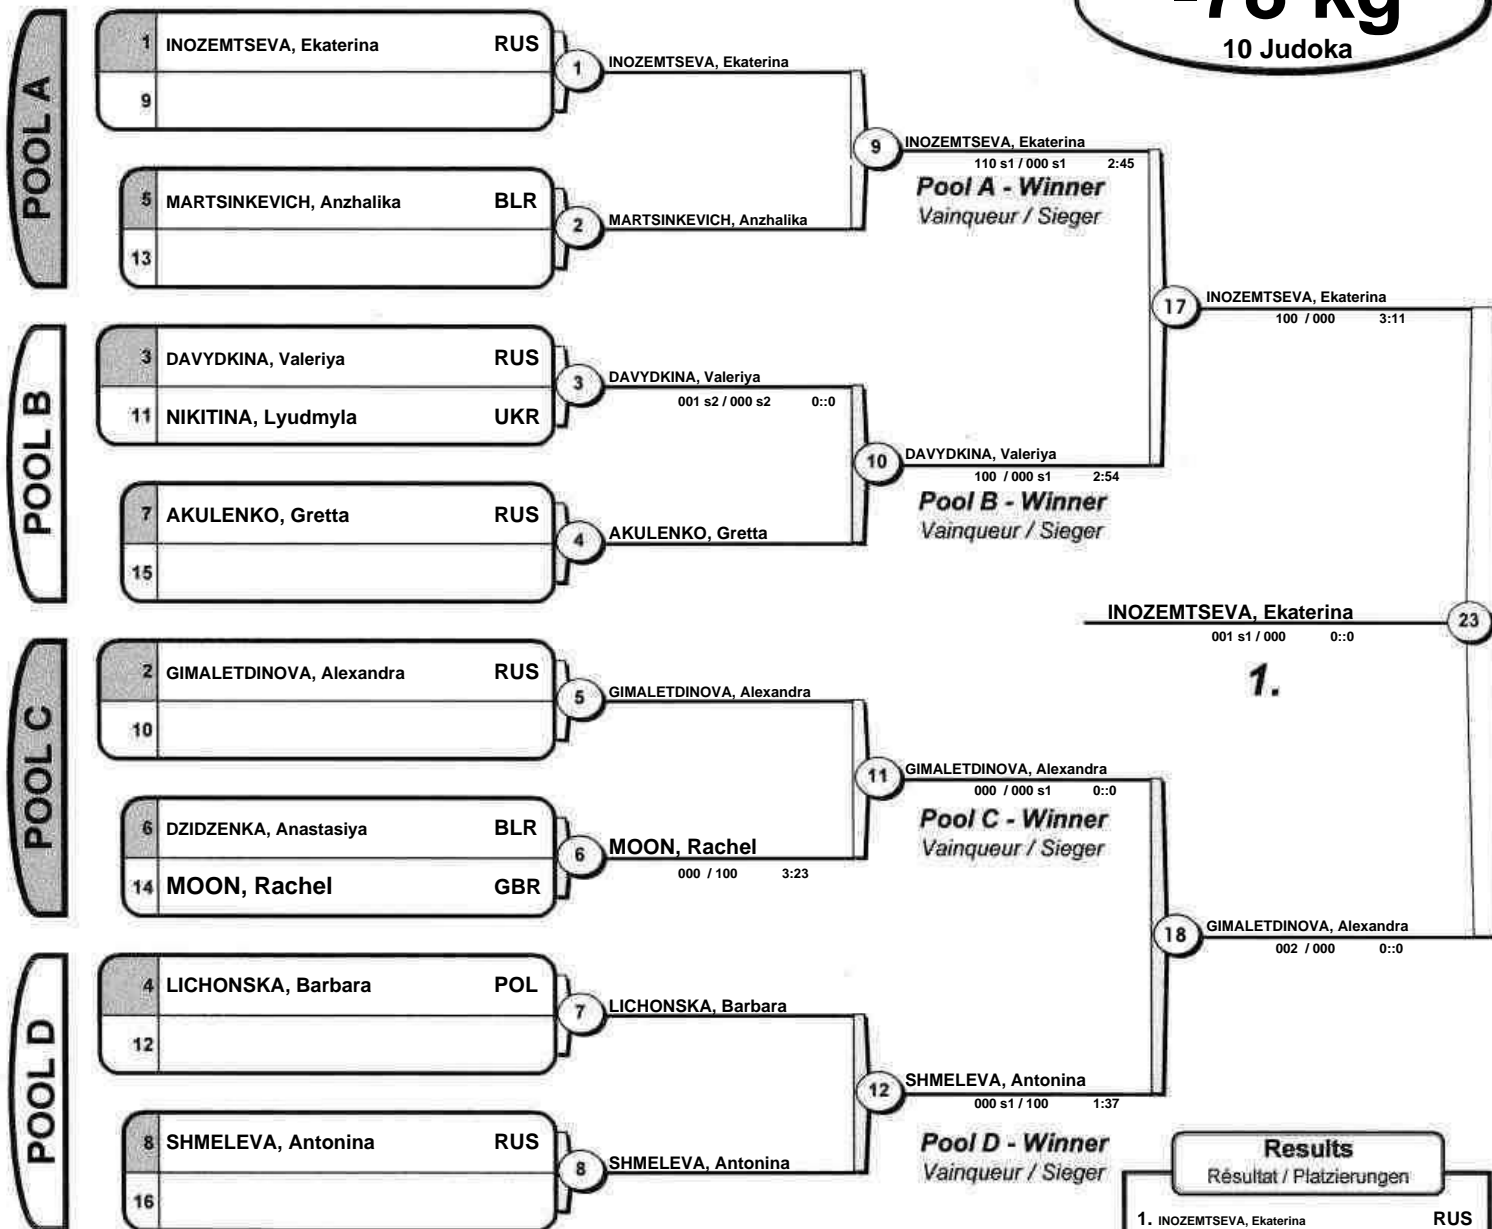 -78 kg
10 Judoka
POOL A
1 INOZEMTSEVA, Ekaterina RUS
9
1 INOZEMTSEVA, Ekaterina
5 MARTSINKEVICH, Anzhalika BLR
13
2 MARTSINKEVICH, Anzhalika
9 INOZEMTSEVA, Ekaterina
110 s1 / 000 s1 2:45
Pool A - Winner
Vainqueur / Sieger
POOL B
3 DAVYDKINA, Valeriya RUS
11 NIKITINA, Lyudmyla UKR
3 DAVYDKINA, Valeriya
001 s2 / 000 s2 0::0
7 AKULENKO, Gretta RUS
15
4 AKULENKO, Gretta
10 DAVYDKINA, Valeriya
100 / 000 s1 2:54
Pool B - Winner
Vainqueur / Sieger
17 INOZEMTSEVA, Ekaterina
100 / 000 3:11
INOZEMTSEVA, Ekaterina 23
001 s1 / 000 0::0
1.
POOL C
2 GIMALETDINOVA, Alexandra RUS
10
5 GIMALETDINOVA, Alexandra
6 DZIDZENKA, Anastasiya BLR
14 MOON, Rachel GBR
6 MOON, Rachel
000 / 100 3:23
11 GIMALETDINOVA, Alexandra
000 / 000 s1 0::0
Pool C - Winner
Vainqueur / Sieger
POOL D
4 LICHONSKA, Barbara POL
12
7 LICHONSKA, Barbara
8 SHMELEVA, Antonina RUS
16
8 SHMELEVA, Antonina
12 SHMELEVA, Antonina
000 s1 / 100 1:37
Pool D - Winner
Vainqueur / Sieger
18 GIMALETDINOVA, Alexandra
002 / 000 0::0
Results
Résultat / Platzierungen
1. INOZEMTSEVA, Ekaterina RUS